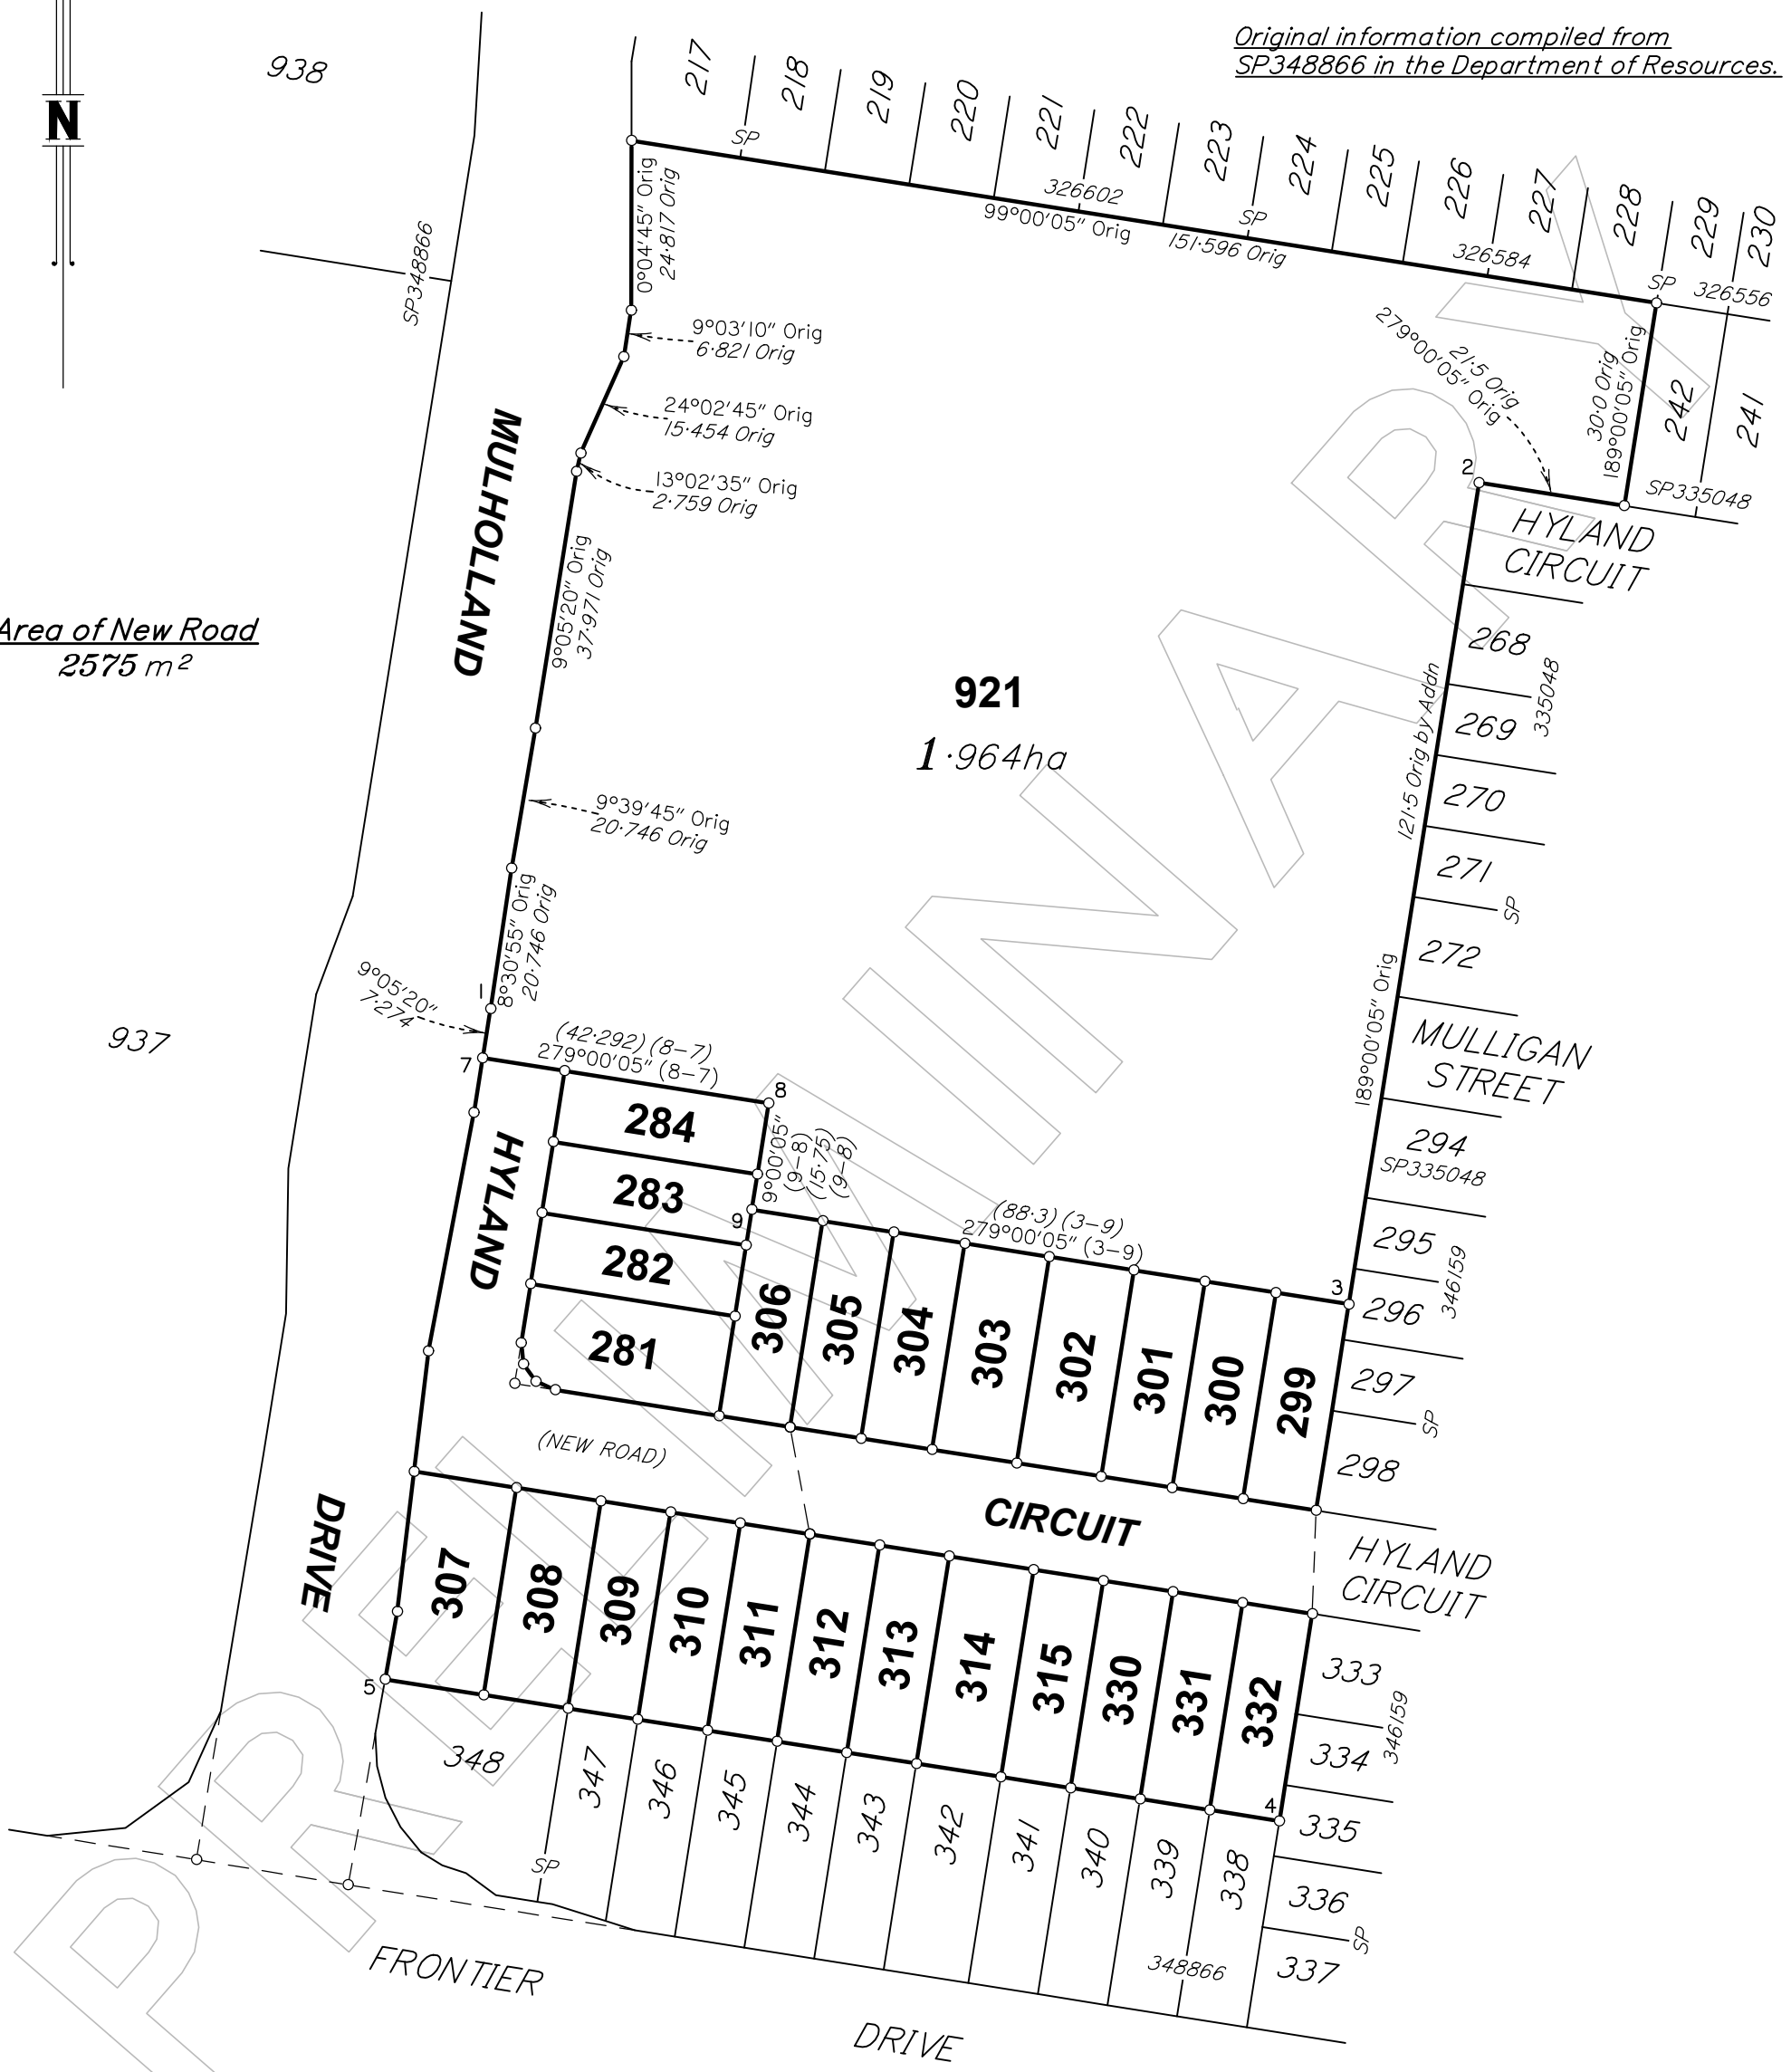 Original information compiled from
SP348866 in the Department of Resources.
N
938
217
218
219
220
221
222
223
224
225
226
227
228
229
230
SP
326602
SP
326584
SP
326556
99°00'05" Orig
151·596 Orig
0°04'45" Orig
24·817 Orig
SP348866
9°03'10" Orig
6·821 Orig
24°02'45" Orig
15·454 Orig
13°02'35" Orig
2·759 Orig
279°00'05" Orig
21·5 Orig
30·0 Orig
189°00'05" Orig
242
241
2
SP335048
HYLAND
CIRCUIT
MULHOLLAND
9°05'20" Orig
37·971 Orig
Area of New Road
2575 m²
921
1·964ha
268
335048
269
121·5 Orig by Addn
270
271
SP
272
9°39'45" Orig
20·746 Orig
8°30'55" Orig
20·746 Orig
1
9°05'20"
7·274
189°00'05" Orig
937
MULLIGAN
STREET
7
(42·292) (8-7)
279°00'05" (8-7)
8
284
283
282
281
9°00'05"
(9-8)
(15·75)
(9-8)
9
HYLAND
(88·3) (3-9)
279°00'05" (3-9)
294
SP335048
295
346159
3
296
297
SP
298
306
305
304
303
302
301
300
299
(NEW ROAD)
CIRCUIT
HYLAND
CIRCUIT
DRIVE
307
308
309
310
311
312
313
314
315
330
331
332
333
346159
334
5
4
335
336
SP
337
348
347
346
345
344
343
342
341
340
339
338
SP
348866
FRONTIER
DRIVE
PRELIMINARY